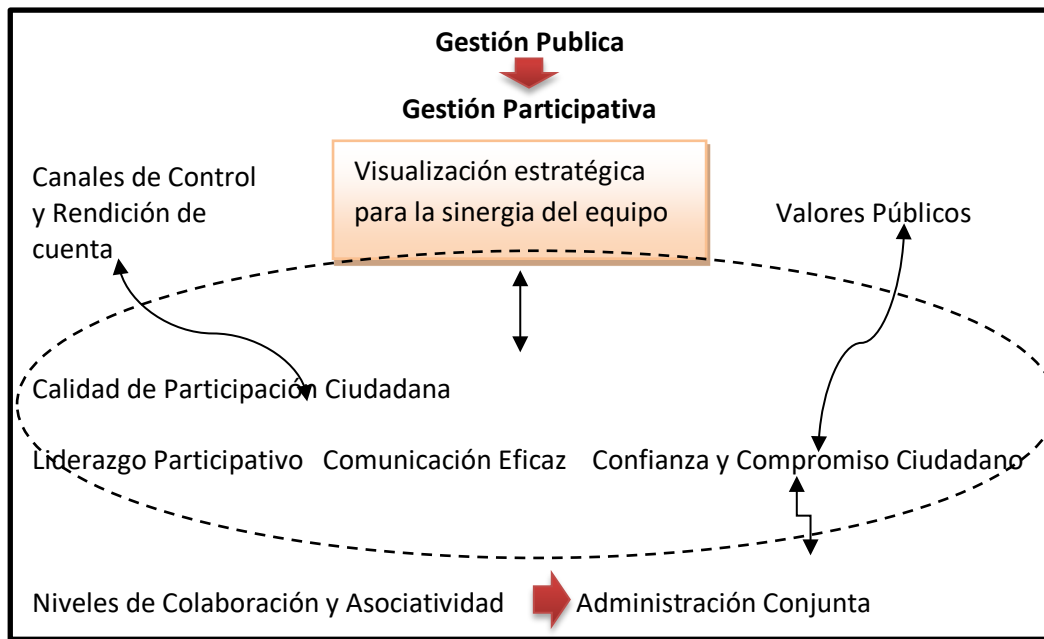 Gestión Publica
Gestión Participativa
Visualización estratégica
para la sinergia del equipo
Canales de Control
y Rendición de
cuenta
Valores Públicos
Calidad de Participación Ciudadana
Liderazgo Participativo Comunicación Eficaz Confianza y Compromiso Ciudadano
Niveles de Colaboración y Asociatividad Administración Conjunta